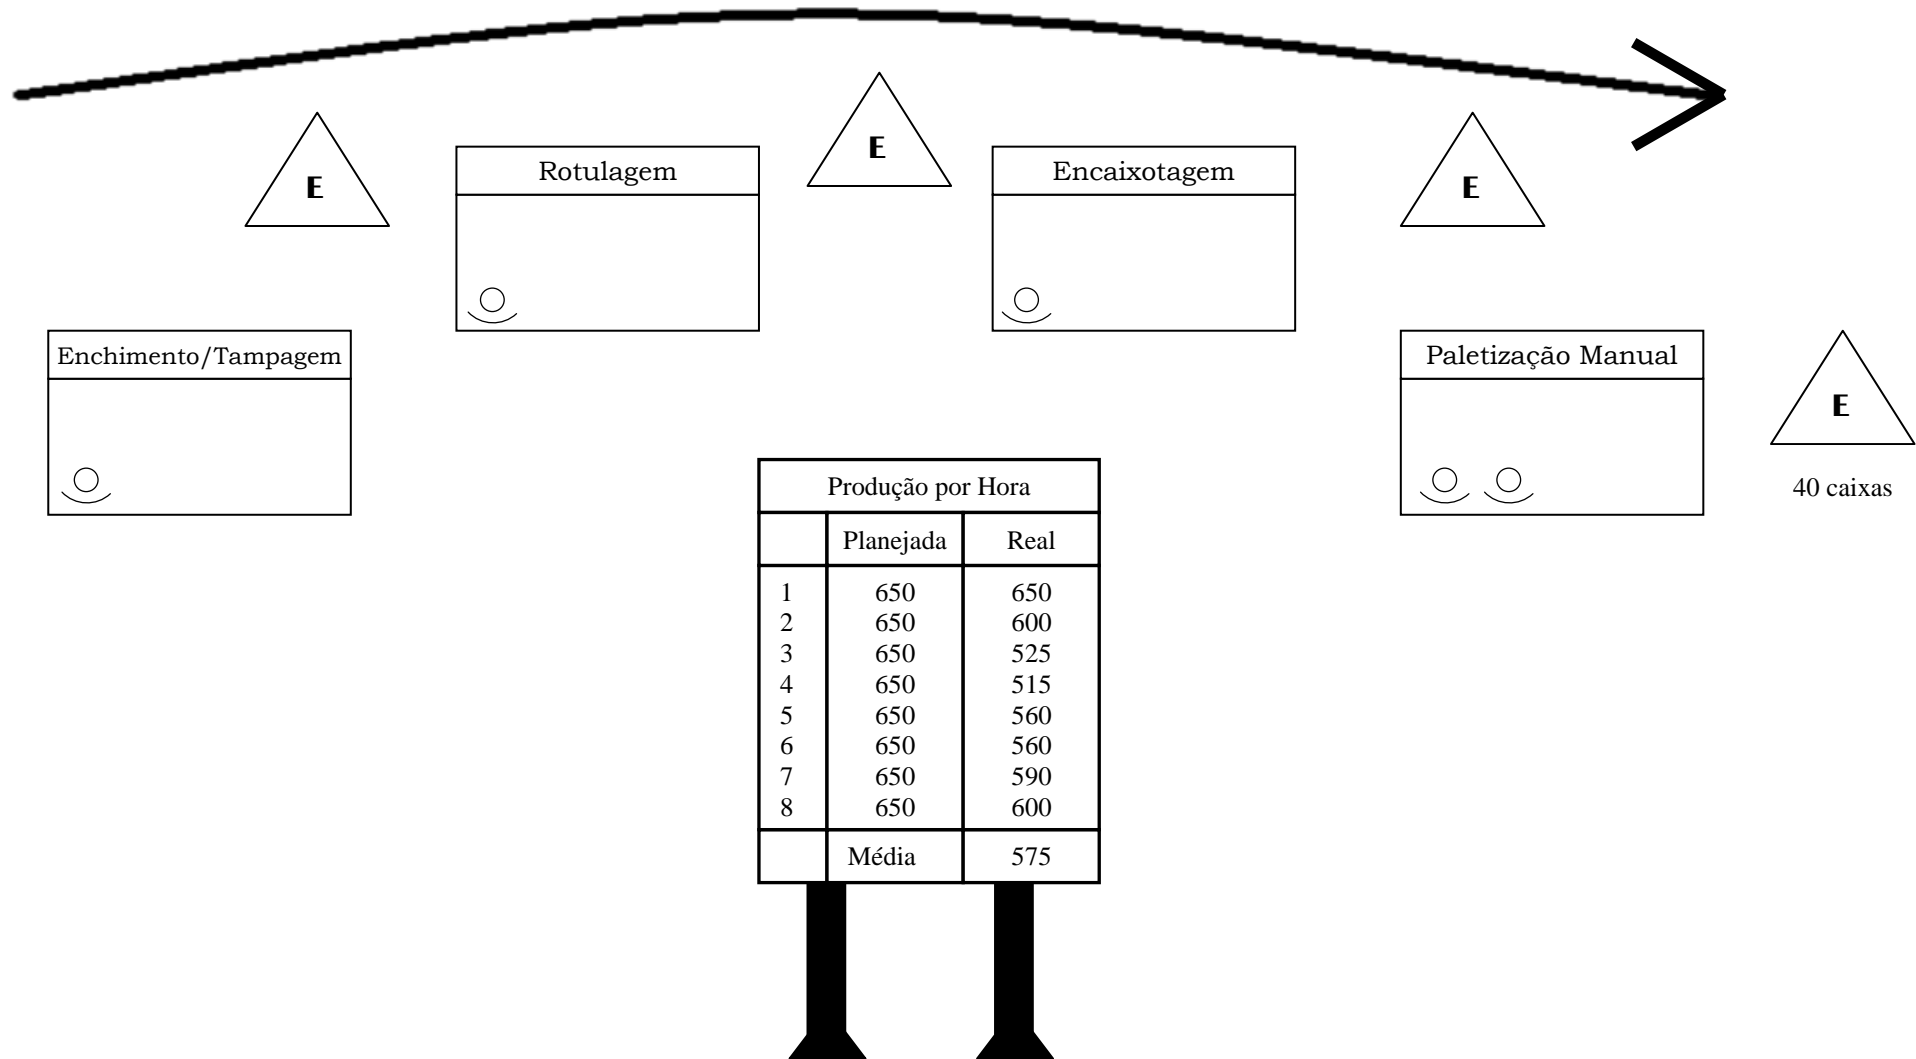 E
E
E
Rotulagem
Encaixotagem
Enchimento/Tampagem
Paletização Manual
E
40 caixas
Produção por Hora
Planejada Real
1 650 650
2 650 600
3 650 525
4 650 515
5 650 560
6 650 560
7 650 590
8 650 600
Média 575